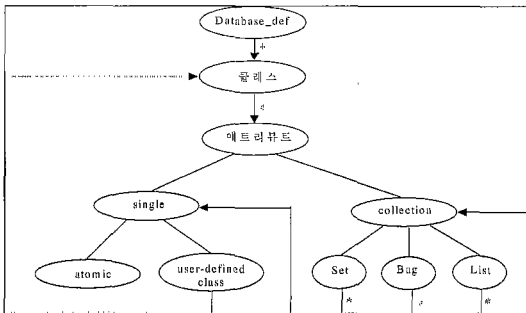 Database_def
*
클래스
*
애트리뷰트
single
collection
atomic
user-defined
class
Set
Bag
List
*
*
*